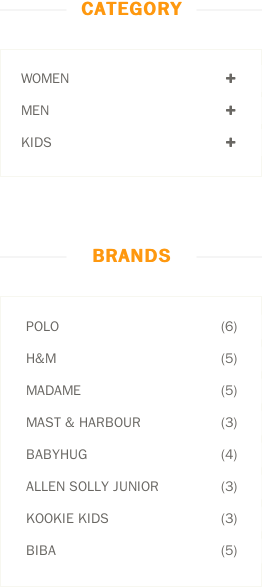 CATEGORY
WOMEN +
MEN +
KIDS +
BRANDS
POLO (6)
H&M (5)
MADAME (5)
MAST & HARBOUR (3)
BABYHUG (4)
ALLEN SOLLY JUNIOR (3)
KOOKIE KIDS (3)
BIBA (5)